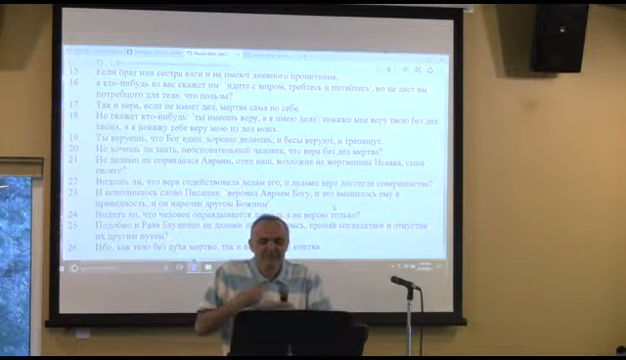 15 Если брат или сестра наги и не имеют дневного пропитания,
16 а кто-нибудь из вас скажет им: `идите с миром, грейтесь и питайтесь', но не даст им
потребного для тела: что пользы?
17 Так и вера, если не имеет дел, мертва сама по себе.
18 Но скажет кто-нибудь: `ты имеешь веру, а я имею дела': покажи мне веру твою без дел
твоих, а я покажу тебе веру мою из дел моих.
19 Ты веруешь, что Бог един: хорошо делаешь; и бесы веруют, и трепещут.
20 Но хочешь ли знать, неосновательный человек, что вера без дел мертва?
21 Не делами ли оправдался Авраам, отец наш, возложив на жертвенник Исаака, сына
своего?
22 Видишь ли, что вера содействовала делам его, и делами вера достигла совершенства?
23 И исполнилось слово Писания: `веровал Авраам Богу, и это вменилось ему в
праведность, и он наречен другом Божиим'.
24 Видите ли, что человек оправдывается а не верою только?
25 Подобно и Раав блудница не делами приняв соглядатаев и отпустив
их другим путем?
26 Ибо, как тело без духа мертво, так и